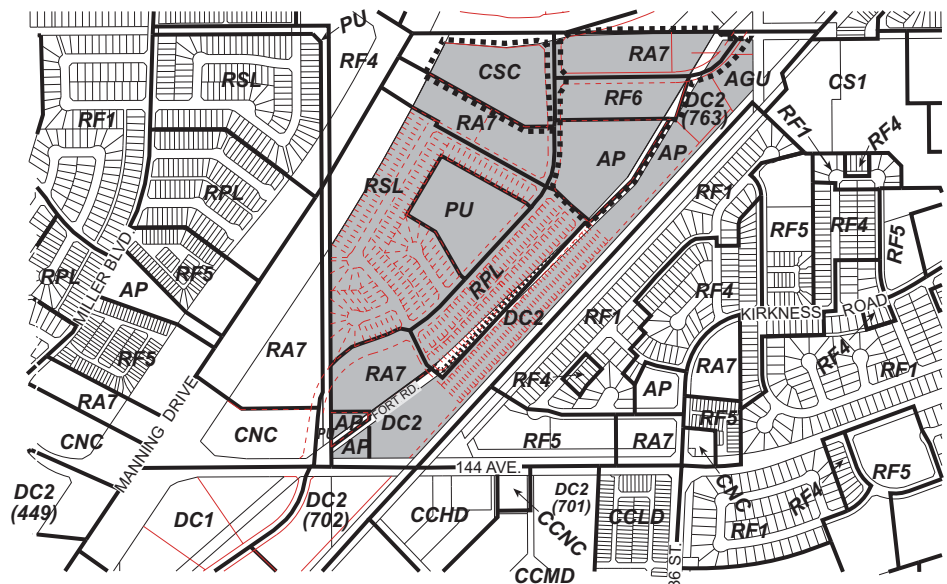 PU
RF4
RSL
RF1
RPL
RPL
MILLER BLVD
AP
RF5
RF5
RA7
RA7
CNC
CNC
MANNING DRIVE
DC2
(449)
DC1
DC2
(702)
CSC
RA7
RA7
RF6
AGU
DC2
(763)
AP
AP
RSL
PU
RPL
DC2
RA7
FORT RD.
DC2
AP
PU
AP
144 AVE.
CS1
RF1
RF4
RF1
RF5
RF4
RF5
RF4
RF1
KIRKNESS ROAD
RF4
RA7
RF4
RF1
AP
RF5
RF5
RA7
CNC
RF4
RF5
RF1
CCHD
CCNC
DC2
(701)
CCLD
CCMD